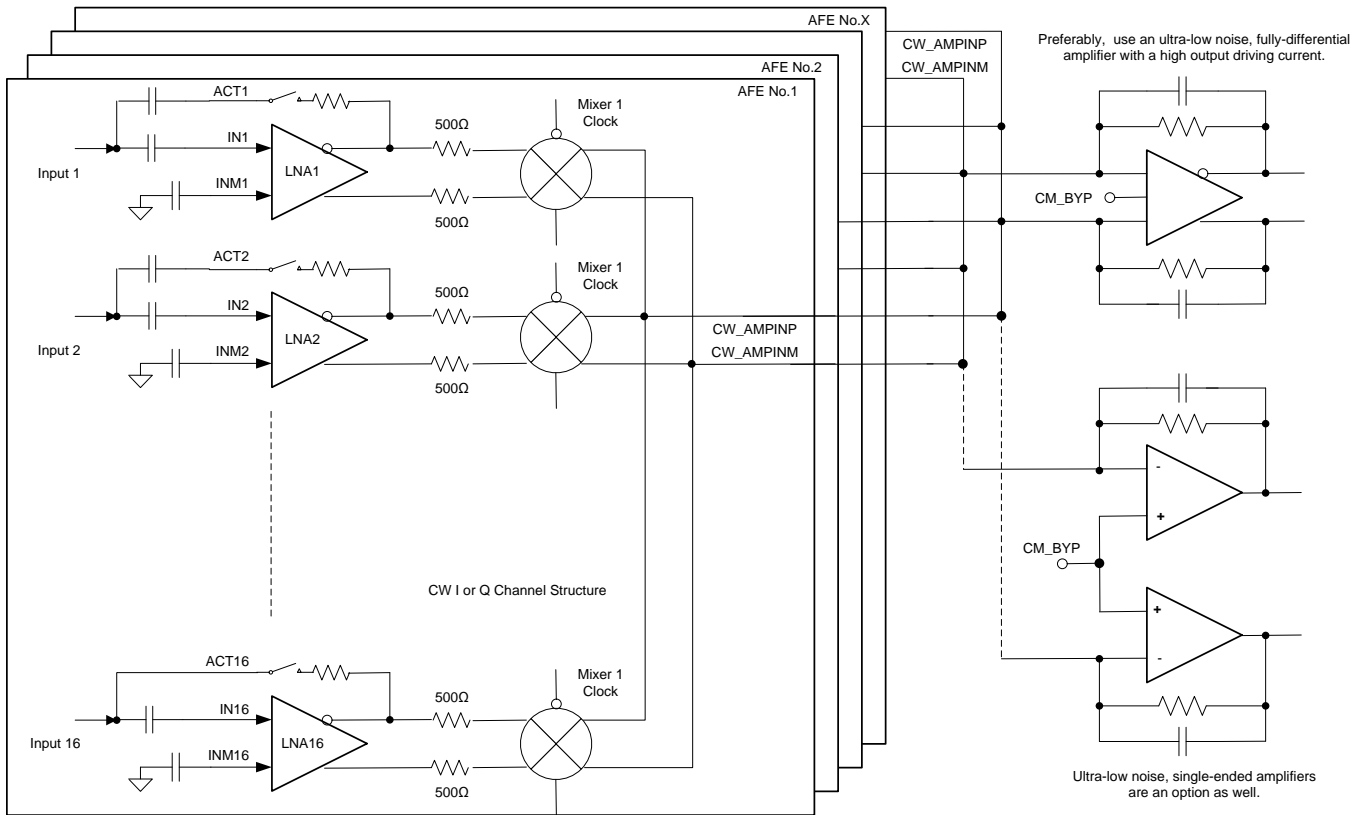 AFE No.X
CW_AMPINP
CW_AMPINM
AFE No.2
AFE No.1
Preferably, use an ultra-low noise, fully-differential
amplifier with a high output driving current.
ACT1
IN1
INM1
Input 1
LNA1
500Ω
500Ω
Mixer 1
Clock
CM_BYP
ACT2
IN2
INM2
Input 2
LNA2
500Ω
500Ω
Mixer 1
Clock
CW_AMPINP
CW_AMPINM
-
+
CM_BYP
+
-
CW I or Q Channel Structure
ACT16
IN16
INM16
Input 16
LNA16
500Ω
500Ω
Mixer 1
Clock
Ultra-low noise, single-ended amplifiers
are an option as well.